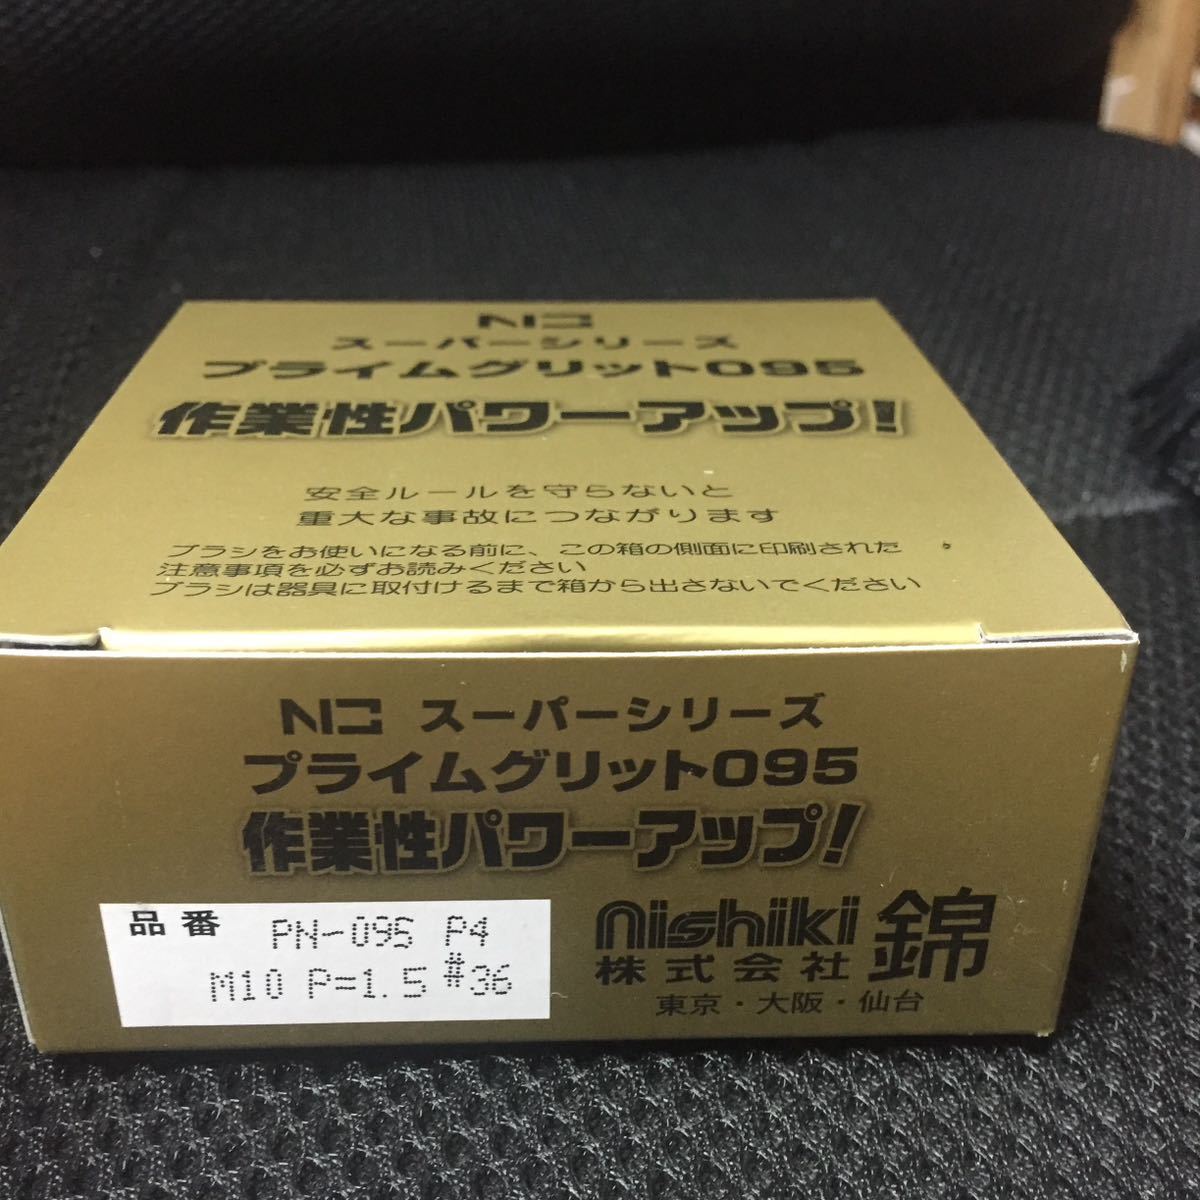 NC
スーパーシリーズ
プライムグリット095
作業性パワーアップ!
安全ルールを守らないと
重大な事故につながります
ブラシをお使いになる前に、この箱の側面に印刷された
注意事項を必ずお読みください
ブラシは器具に取付けるまで箱から出さないでください
NC スーパーシリーズ
プライムグリット095
作業性パワーアップ!
品番 PN-095 P4
M10 P=1.5 #36
nishiki 錦
株式会社
東京・大阪・仙台